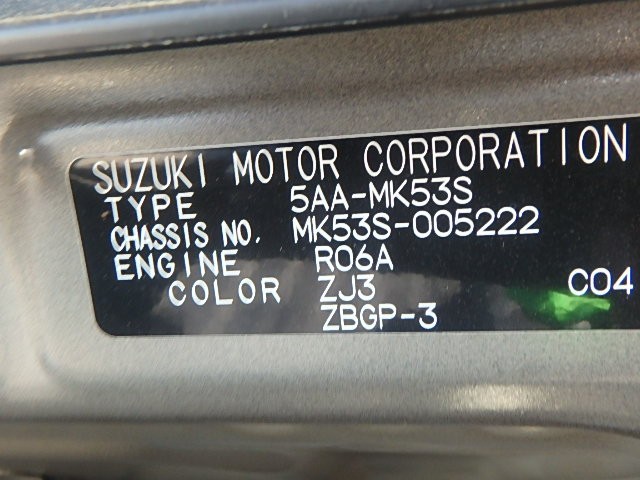 SUZUKI MOTOR CORPORATION
TYPE 5AA-MK53S
CHASSIS NO. MK53S-005222
ENGINE R06A
COLOR ZJ3 C04
ZBGP-3